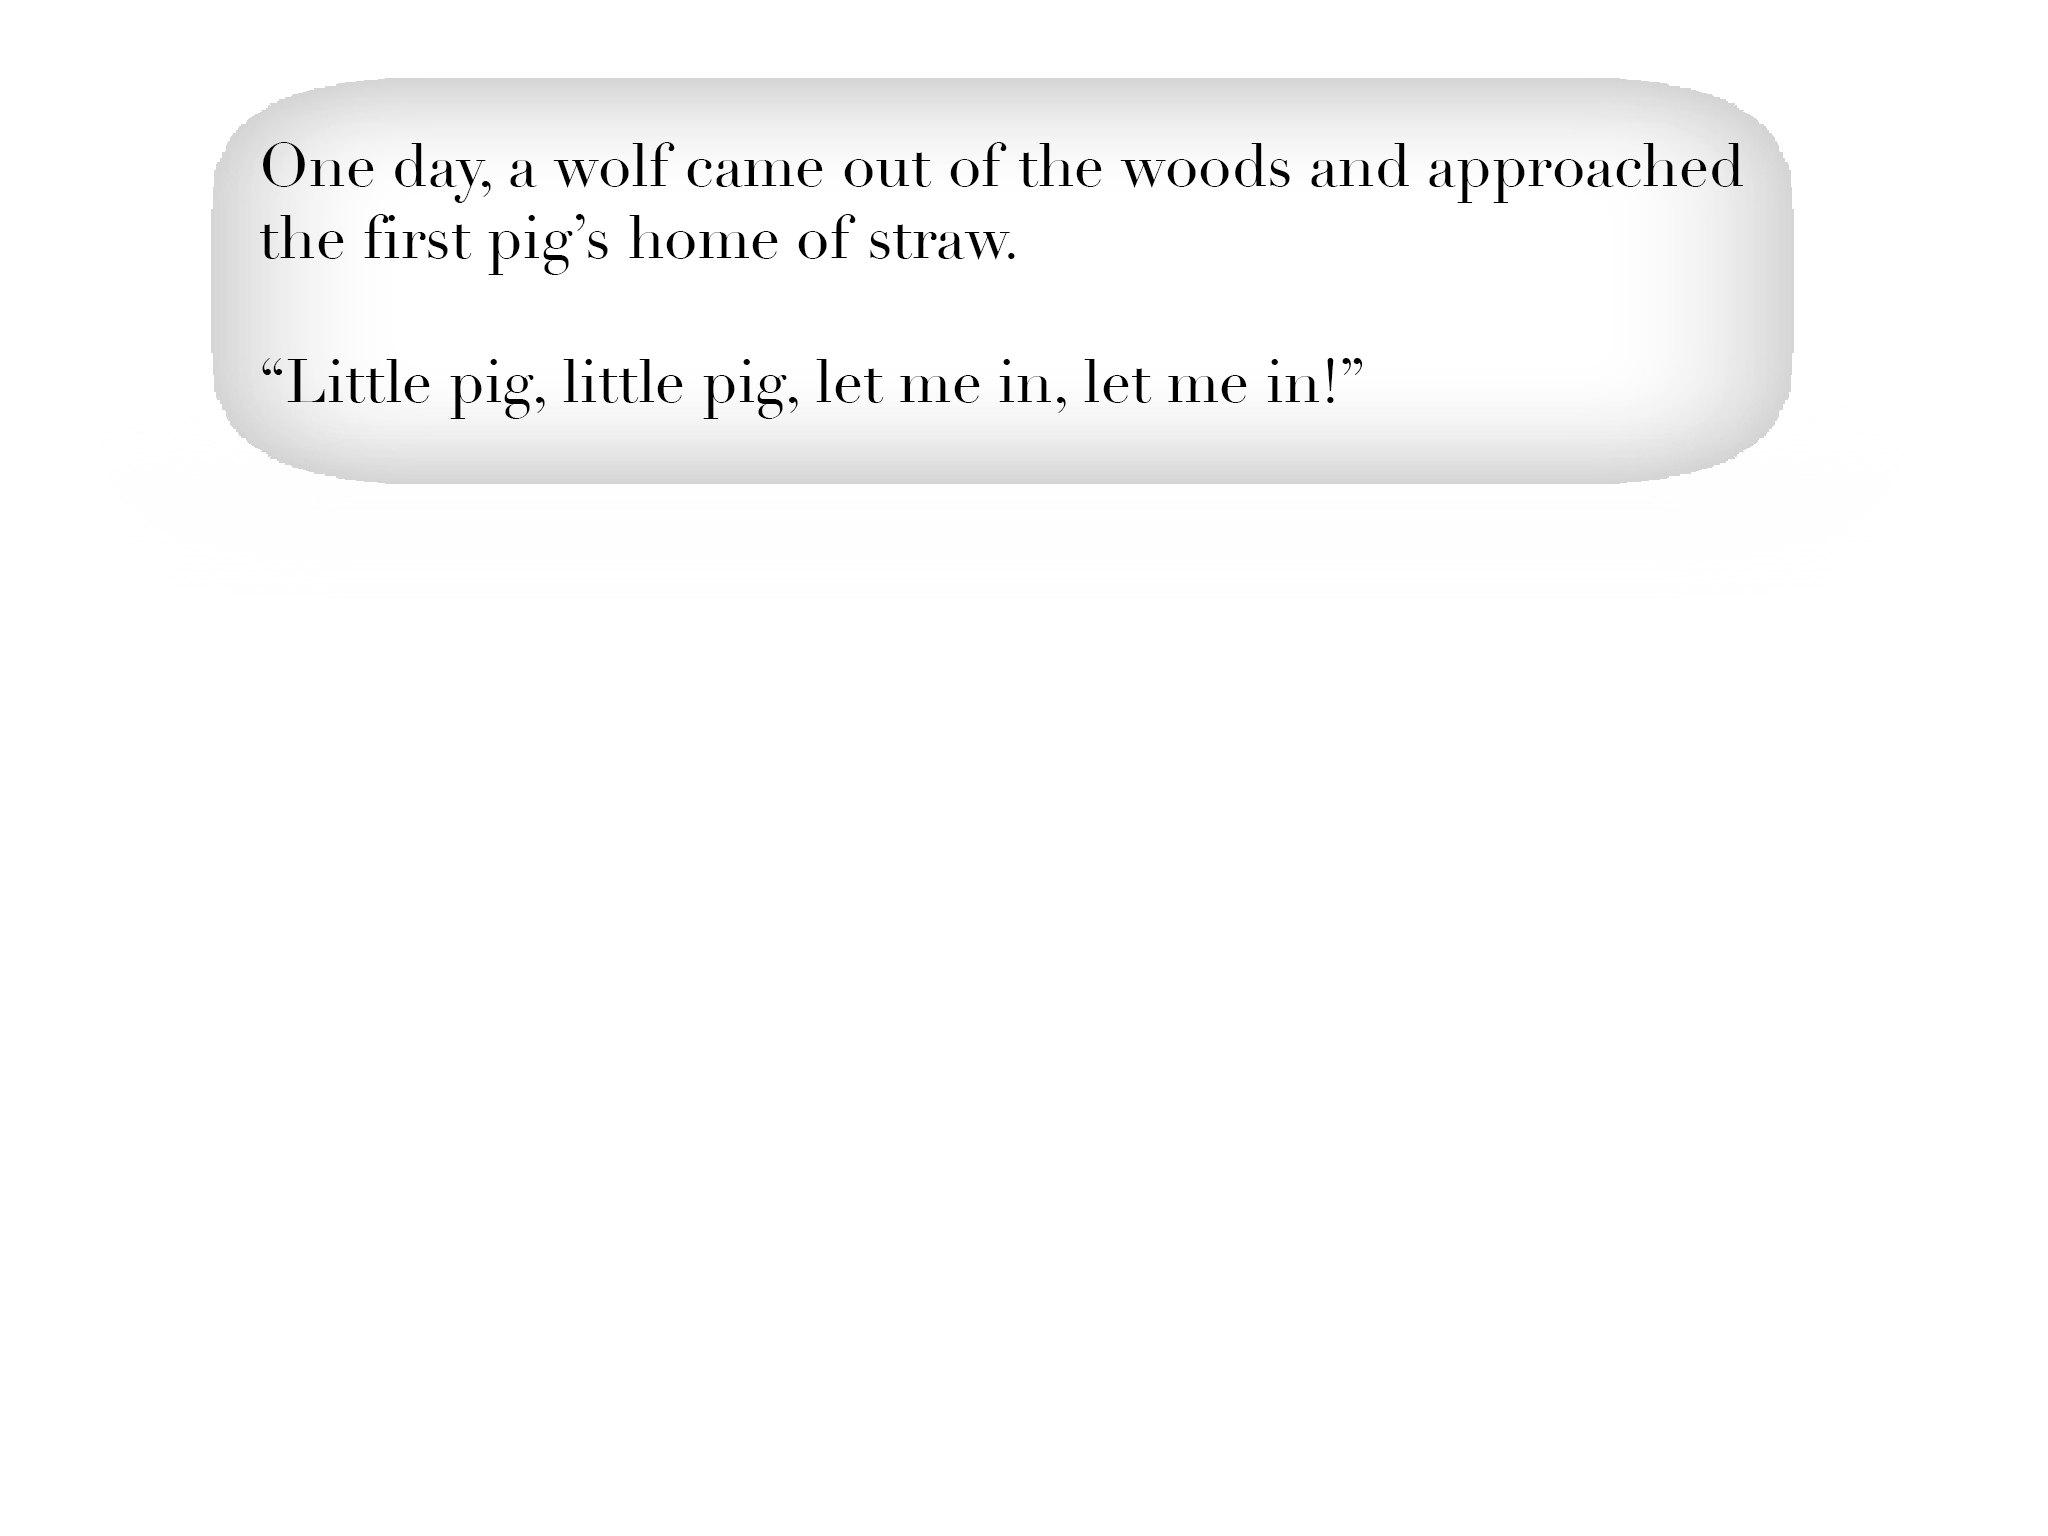 One day, a wolf came out of the woods and approached
the first pig’s home of straw.
“Little pig, little pig, let me in, let me in!”